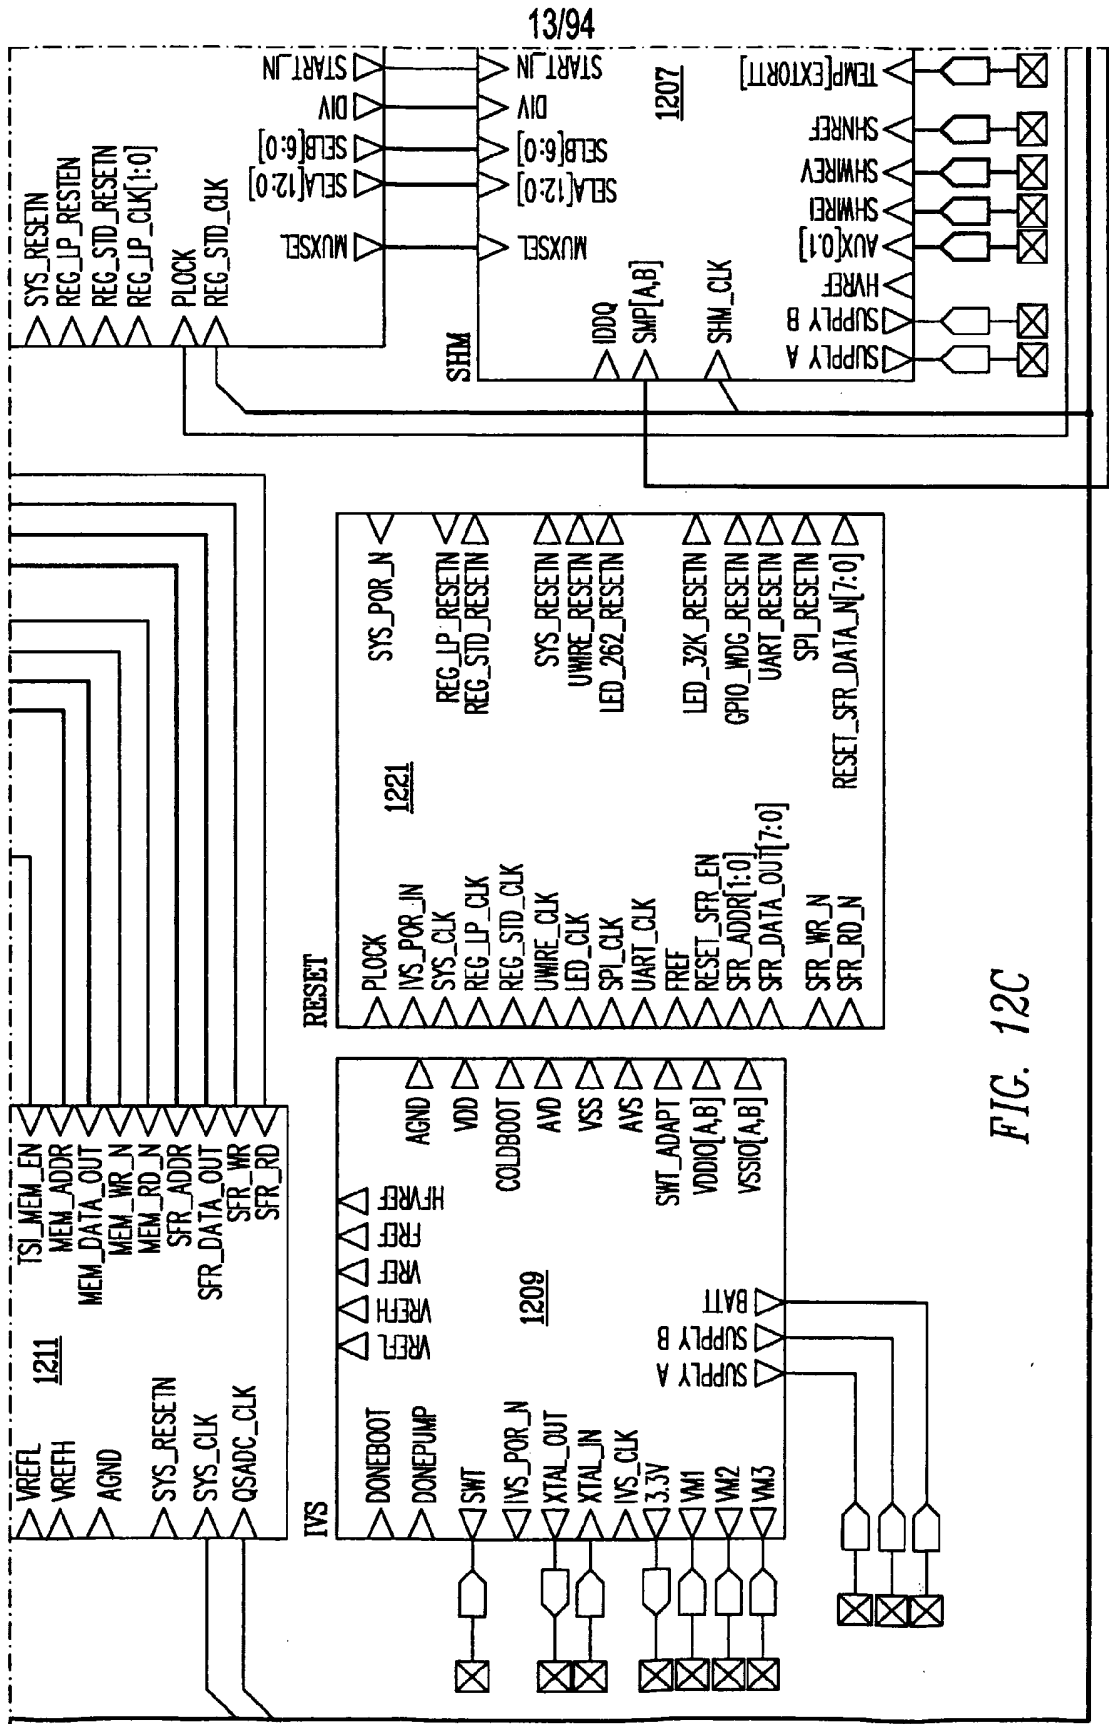 13/94
SYS_RESETN
REG_LP_RESTEN
REG_STD_RESETN
REG_LP_CLK[1:0]
PLOCK
REG_STD_CLK
MUXSEL
SELA[12:0]
SELB[6:0]
DIV
START_IN
SHM
1207
MUXSEL
SELA[12:0]
SELB[6:0]
DIV
START_IN
IDDQ
SMP[A,B]
SHM_CLK
SUPPLY A
SUPPLY B
HVREF
AUX[0.1]
SHWIREI
SHWIREV
SHNREF
TEMP[EXTORTT]
1211
VREFL
VREFH
AGND
SYS_RESETN
SYS_CLK
QSADC_CLK
TSI_MEM_EN
MEM_ADDR
MEM_DATA_OUT
MEM_WR_N
MEM_RD_N
SFR_ADDR
SFR_DATA_OUT
SFR_WR
SFR_RD
RESET
1221
PLOCK
IVS_POR_IN
SYS_CLK
REG_LP_CLK
REG_STD_CLK
UWIRE_CLK
LED_CLK
SPI_CLK
UART_CLK
FREF
RESET_SFR_EN
SFR_ADDR[1:0]
SFR_DATA_OUT[7:0]
SFR_WR_N
SFR_RD_N
SYS_POR_N
REG_LP_RESETN
REG_STD_RESETN
SYS_RESETN
UWIRE_RESETN
LED_262_RESETN
LED_32K_RESETN
GPIO_WDG_RESETN
UART_RESETN
SPI_RESETN
RESET_SFR_DATA_N[7:0]
IVS
1209
DONEBOOT
DONEPUMP
SWT
IVS_POR_N
XTAL_OUT
XTAL_IN
IVS_CLK
3.3V
VM1
VM2
VM3
VREFL
VREFH
VREF
FREF
HFVREF
AGND
VDD
COLDBOOT
AVD
VSS
AVS
SWT_ADAPT
VDDIO[A,B]
VSSIO[A,B]
SUPPLY A
SUPPLY B
BATT
FIG. 12C